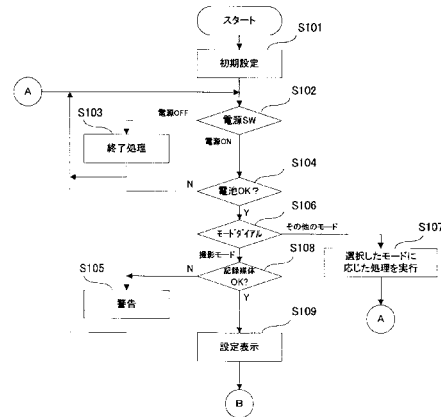 スタート
S101
初期設定
A
S102
電源OFF
電源SW
S103
終了処理
電源ON
S104
N
電池OK？
Y
S106
モードダイアル
その他のモード
S107
撮影モード
S108
選択したモードに
応じた処理を実行
N
記録媒体
OK?
S105
警告
Y
A
S109
設定表示
B